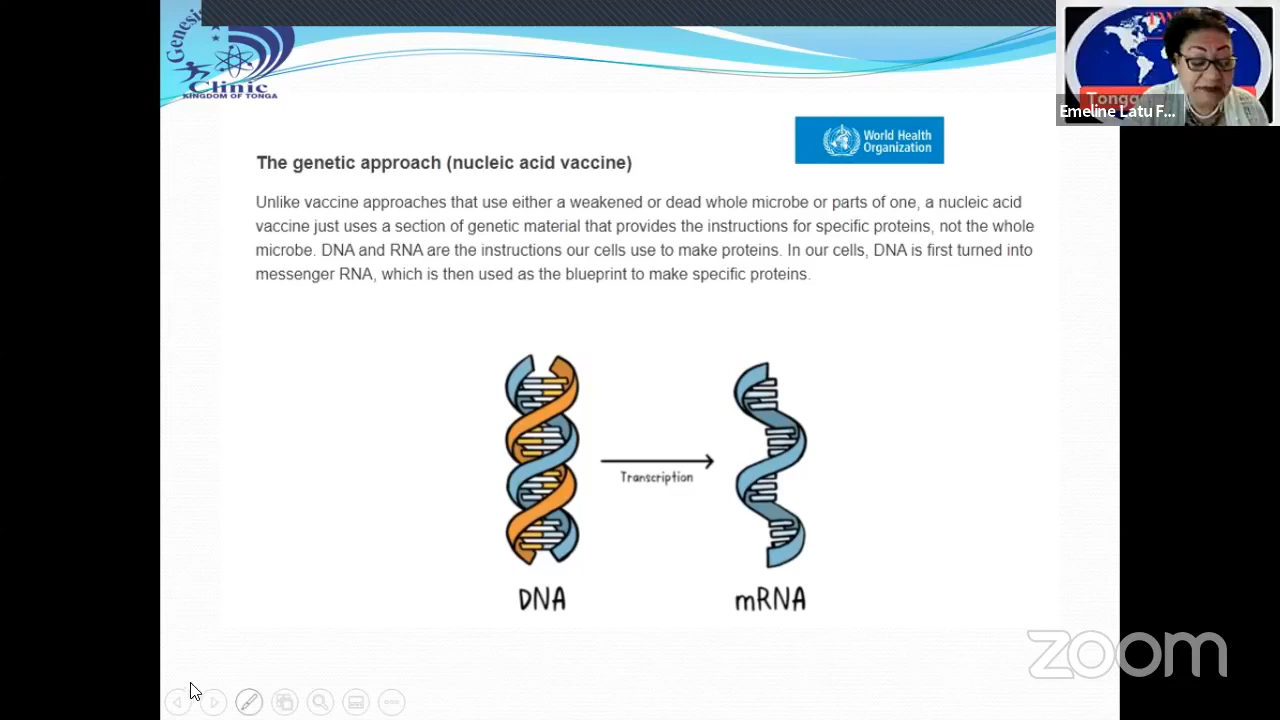 Genesis
Clinic
KINGDOM OF TONGA
Tonga
Emeline Latu F...
World Health
Organization
The genetic approach (nucleic acid vaccine)
Unlike vaccine approaches that use either a weakened or dead whole microbe or parts of one, a nucleic acid
vaccine just uses a section of genetic material that provides the instructions for specific proteins, not the whole
microbe. DNA and RNA are the instructions our cells use to make proteins. In our cells, DNA is first turned into
messenger RNA, which is then used as the blueprint to make specific proteins.
Transcription
DNA
mRNA
zoom